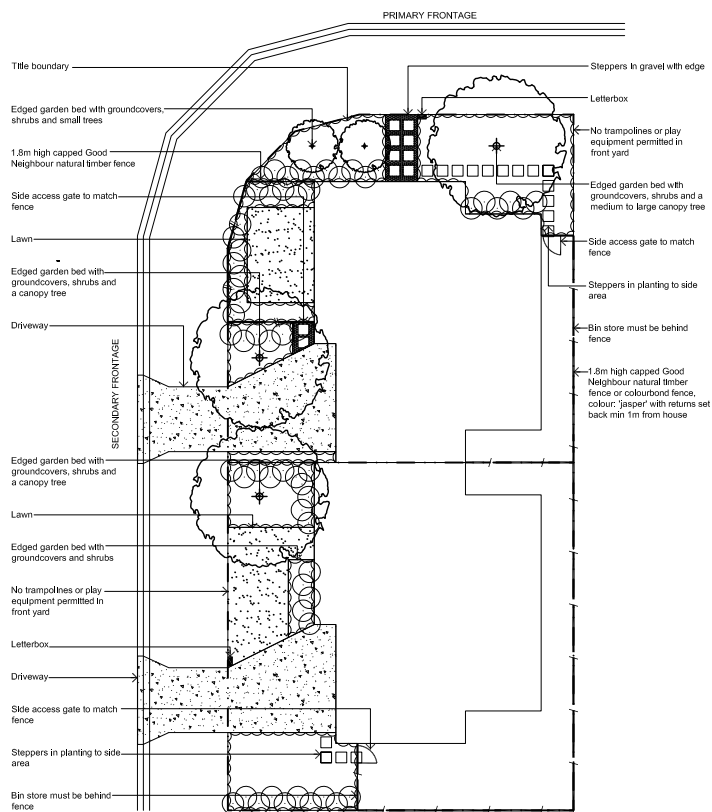 PRIMARY FRONTAGE
Title boundary
Edged garden bed with groundcovers,
shrubs and small trees
1.8m high capped Good
Neighbour natural timber fence
Side access gate to match
fence
Lawn
Edged garden bed with
groundcovers, shrubs and
a canopy tree
Driveway
SECONDARY FRONTAGE
Edged garden bed with
groundcovers, shrubs and
a canopy tree
Lawn
Edged garden bed with
groundcovers and shrubs
No trampolines or play
equipment permitted in
front yard
Letterbox
Driveway
Side access gate to match
fence
Steppers in planting to side
area
Bin store must be behind
fence
Steppers in gravel with edge
Letterbox
No trampolines or play
equipment permitted in
front yard
Edged garden bed with
groundcovers, shrubs and a
medium to large canopy tree
Side access gate to match
fence
Steppers in planting to side
area
Bin store must be behind
fence
1.8m high capped Good
Neighbour natural timber
fence or colourbond fence,
colour: 'jasper' with returns set
back min 1m from house